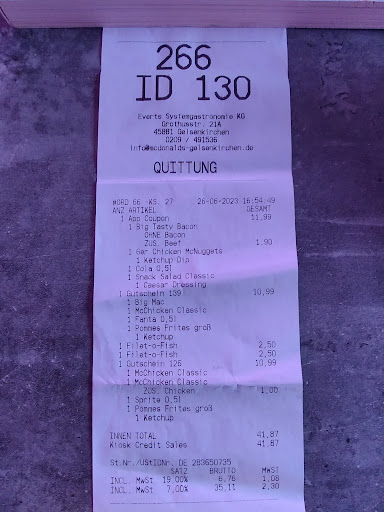 266
ID 130
Everts Systemgastronomie KG
Grothusstr. 21A
45881 Gelsenkirchen
0209 / 491536
info@mcdonalds-gelsenkirchen.de
QUITTUNG
#ORD 66 -KS. 27 26-06-2023 16:54:49
ANZ ARTIKEL GESAMT
1 App Coupon 11,99
1 Big Tasty Bacon
OHNE Bacon
ZUS. Beef 1,90
1 6er Chicken McNuggets
1 Ketchup Dip
1 Cola 0,5l
1 Snack Salad Classic
1 Caesar Dressing
1 Gutschein 139 10,99
1 Big Mac
1 McChicken Classic
1 Fanta 0,5l
1 Pommes Frites groß
1 Ketchup
1 Filet-o-Fish 2,50
1 Filet-o-Fish 2,50
1 Gutschein 126 10,99
1 McChicken Classic
1 McChicken Classic
ZUS. Chicken 1,00
1 Sprite 0,5l
1 Pommes Frites groß
1 Ketchup
INNEN TOTAL 41,87
Kiosk Credit Sales 41,87
St.Nr./UStIDNr. DE 283650735
SATZ BRUTTO MWST
INCL. MwSt 19,00% 6,76 1,08
INCL. MwSt 7,00% 35,11 2,30